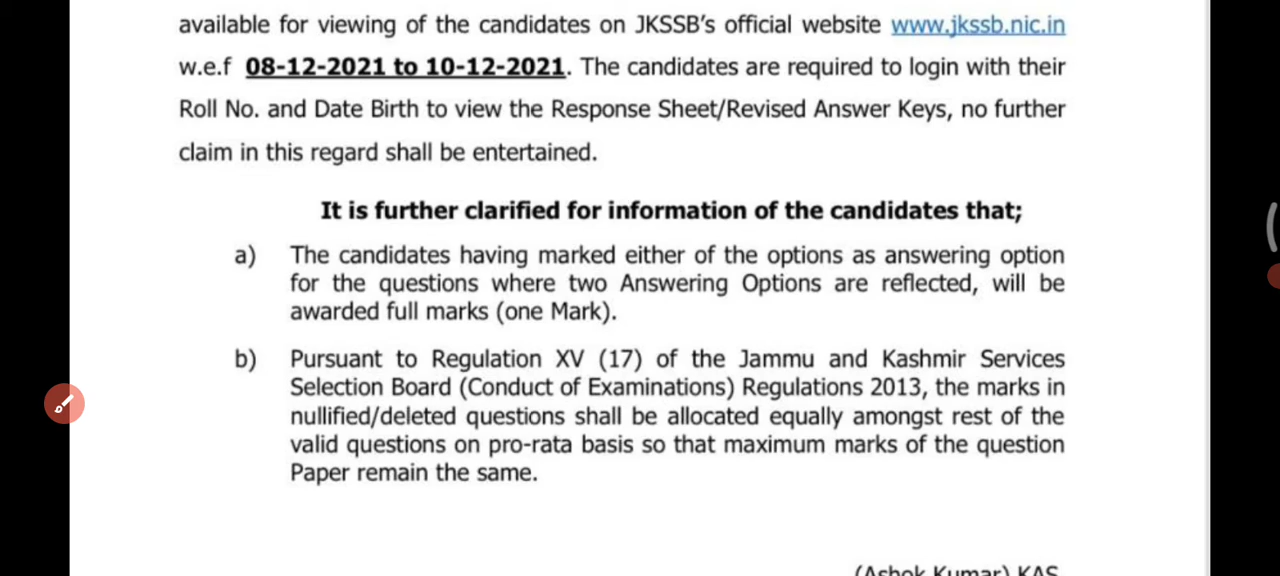 available for viewing of the candidates on JKSSB's official website www.jkssb.nic.in
w.e.f 08-12-2021 to 10-12-2021. The candidates are required to login with their
Roll No. and Date Birth to view the Response Sheet/Revised Answer Keys, no further
claim in this regard shall be entertained.
It is further clarified for information of the candidates that;
a) The candidates having marked either of the options as answering option
for the questions where two Answering Options are reflected, will be
awarded full marks (one Mark).
b) Pursuant to Regulation XV (17) of the Jammu and Kashmir Services
Selection Board (Conduct of Examinations) Regulations 2013, the marks in
nullified/deleted questions shall be allocated equally amongst rest of the
valid questions on pro-rata basis so that maximum marks of the question
Paper remain the same.
(Ashok Kumar) KAS